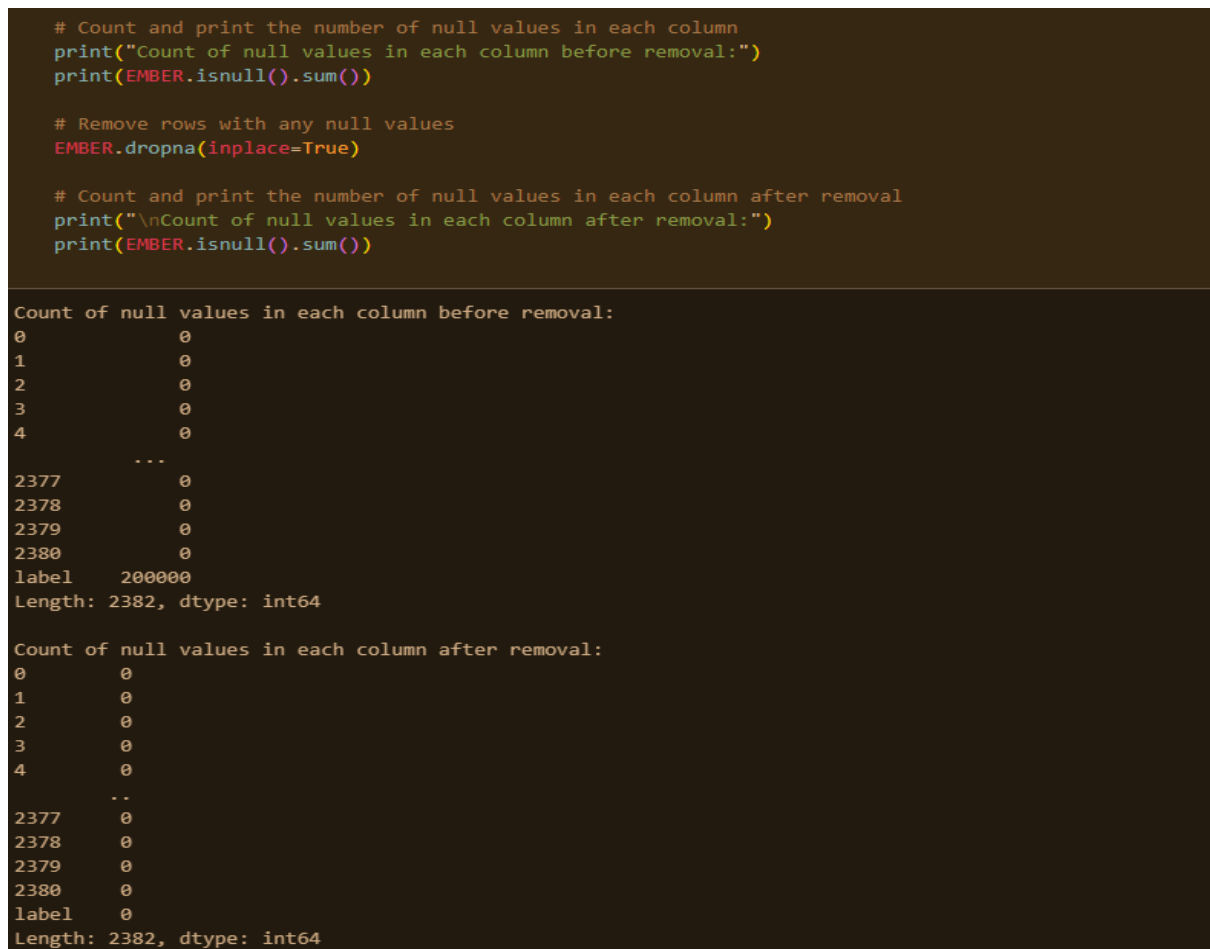 # Count and print the number of null values in each column
print("Count of null values in each column before removal:")
print(EMBER.isnull().sum())
# Remove rows with any null values
EMBER.dropna(inplace=True)
# Count and print the number of null values in each column after removal
print("\nCount of null values in each column after removal:")
print(EMBER.isnull().sum())
Count of null values in each column before removal:
0 0
1 0
2 0
3 0
4 0
...
2377 0
2378 0
2379 0
2380 0
label 200000
Length: 2382, dtype: int64
Count of null values in each column after removal:
0 0
1 0
2 0
3 0
4 0
..
2377 0
2378 0
2379 0
2380 0
label 0
Length: 2382, dtype: int64